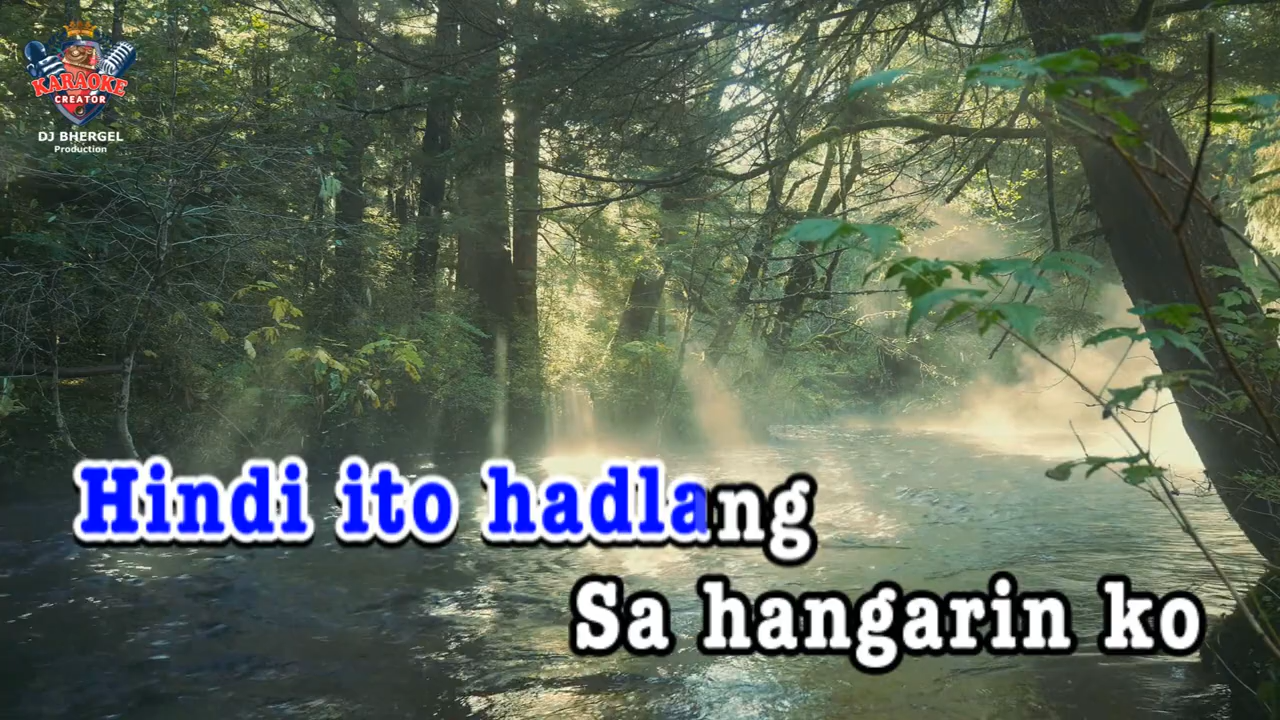 KARAOKE
CREATOR
DJ BHERGEL
Production
Hindi ito hadlang
Sa hangarin ko